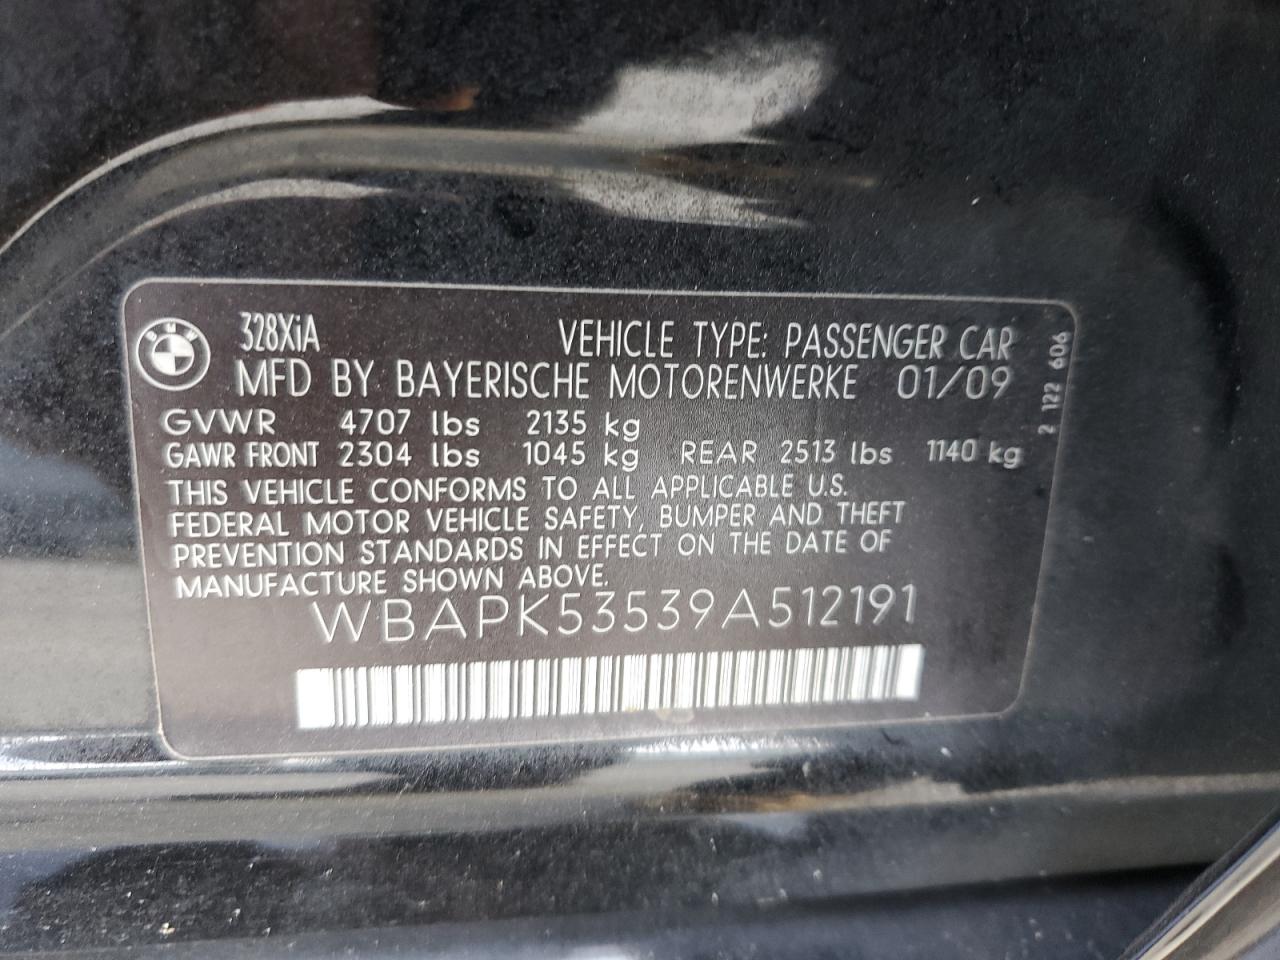 BMW
328XiA
VEHICLE TYPE: PASSENGER CAR
MFD BY BAYERISCHE MOTORENWERKE 01/09
GVWR 4707 lbs 2135 kg
GAWR FRONT 2304 lbs 1045 kg REAR 2513 lbs 1140 kg
THIS VEHICLE CONFORMS TO ALL APPLICABLE U.S.
FEDERAL MOTOR VEHICLE SAFETY, BUMPER AND THEFT
PREVENTION STANDARDS IN EFFECT ON THE DATE OF
MANUFACTURE SHOWN ABOVE.
WBAPK53539A512191
2 122 606